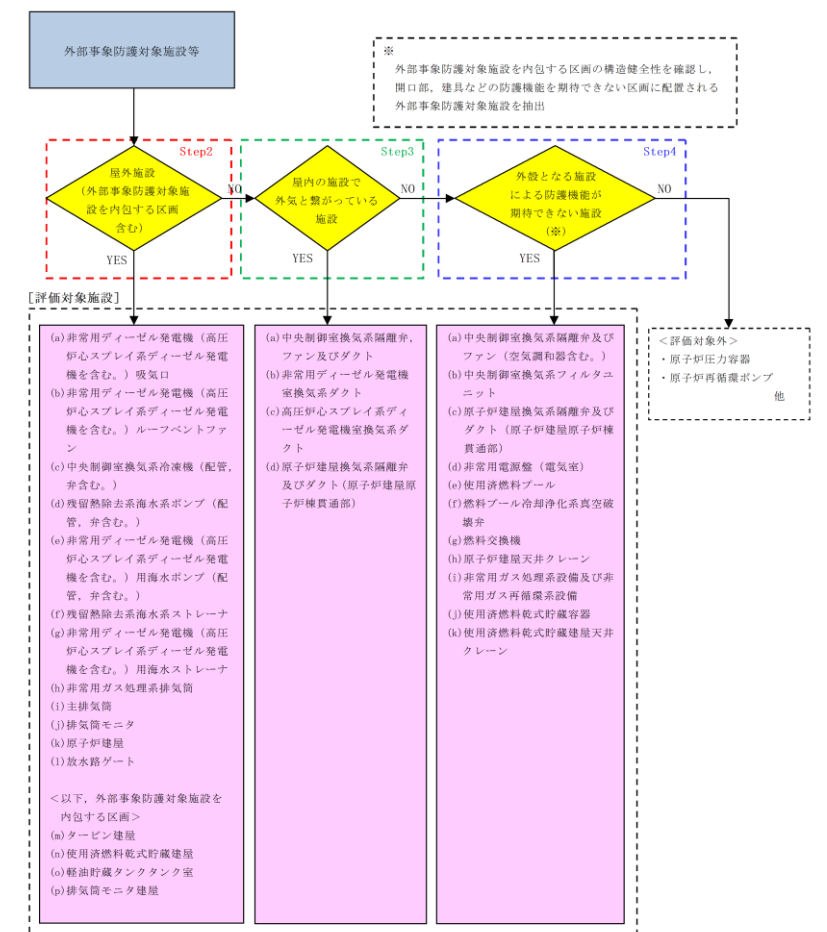 外部事象防護対象施設等
※
外部事象防護対象施設を内包する区画の構造健全性を確認し，
開口部，建具などの防護機能を期待できない区画に配置される
外部事象防護対象施設を抽出
Step2
屋外施設
（外部事象防護対象施
設を内包する区画
含む）
NO
YES
Step3
屋内の施設で
外気と繋がっている
施設
NO
YES
Step4
外殻となる施設
による防護機能が
期待できない施設
（※）
NO
YES
[評価対象施設]
(a)非常用ディーゼル発電機（高圧
炉心スプレイ系ディーゼル発電
機を含む。）吸気口
(b)非常用ディーゼル発電機（高圧
炉心スプレイ系ディーゼル発電
機を含む。）ルーフベントファ
ン
(c)中央制御室換気系冷凍機（配管，
弁含む。）
(d)残留熱除去系海水系ポンプ（配
管，弁含む。）
(e)非常用ディーゼル発電機（高圧
炉心スプレイ系ディーゼル発電
機を含む。）用海水ポンプ（配
管，弁含む。）
(f)残留熱除去系海水系ストレーナ
(g)非常用ディーゼル発電機（高圧
炉心スプレイ系ディーゼル発電
機を含む。）用海水ストレーナ
(h)非常用ガス処理系排気筒
(i)主排気筒
(j)排気筒モニタ
(k)原子炉建屋
(l)放水路ゲート
＜以下，外部事象防護対象施設を
内包する区画＞
(m)タービン建屋
(n)使用済燃料乾式貯蔵建屋
(o)軽油貯蔵タンクタンク室
(p)排気筒モニタ建屋
(a)中央制御室換気系隔離弁，
ファン及びダクト
(b)非常用ディーゼル発電機
室換気系ダクト
(c)高圧炉心スプレイ系ディ
ーゼル発電機室換気系ダ
クト
(d)原子炉建屋換気系隔離弁
及びダクト（原子炉建屋原
子炉棟貫通部）
(a)中央制御室換気系隔離弁及び
ファン（空気調和器含む。）
(b)中央制御室換気系フィルタユ
ニット
(c)原子炉建屋換気系隔離弁及び
ダクト（原子炉建屋原子炉棟
貫通部）
(d)非常用電源盤（電気室）
(e)使用済燃料プール
(f)燃料プール冷却浄化系真空破
壊弁
(g)燃料交換機
(h)原子炉建屋天井クレーン
(i)非常用ガス処理系設備及び非
常用ガス再循環系設備
(j)使用済燃料乾式貯蔵容器
(k)使用済燃料乾式貯蔵建屋天井
クレーン
＜評価対象外＞
・原子炉圧力容器
・原子炉再循環ポンプ
他